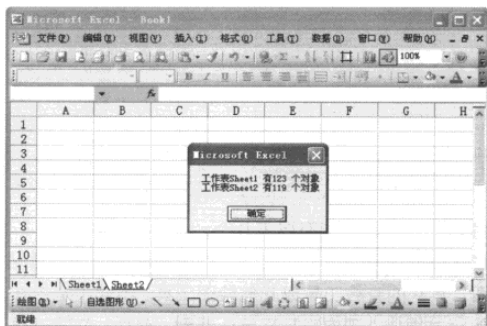 Microsoft Excel - Book1
文件(F) 编辑(E) 视图(V) 插入(I) 格式(O) 工具(T) 数据(D) 窗口(W) 帮助(H)
100%
A B C D E F G H
1
2
3
4
5
6
7
8
9
10
11
Microsoft Excel
工作表Sheet1 有123 个对象
工作表Sheet2 有119 个对象
确定
Sheet1 Sheet2
绘图(R) 自选图形(U)
就绪